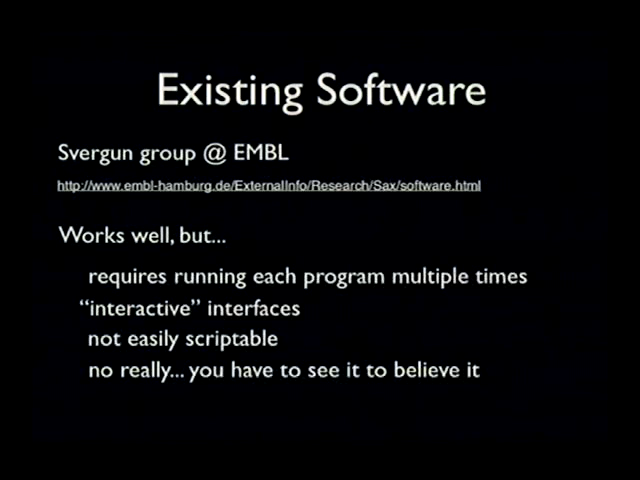 Existing Software
Svergun group @ EMBL
http://www.embl-hamburg.de/ExternalInfo/Research/Sax/software.html
Works well, but...
requires running each program multiple times
“interactive” interfaces
not easily scriptable
no really... you have to see it to believe it